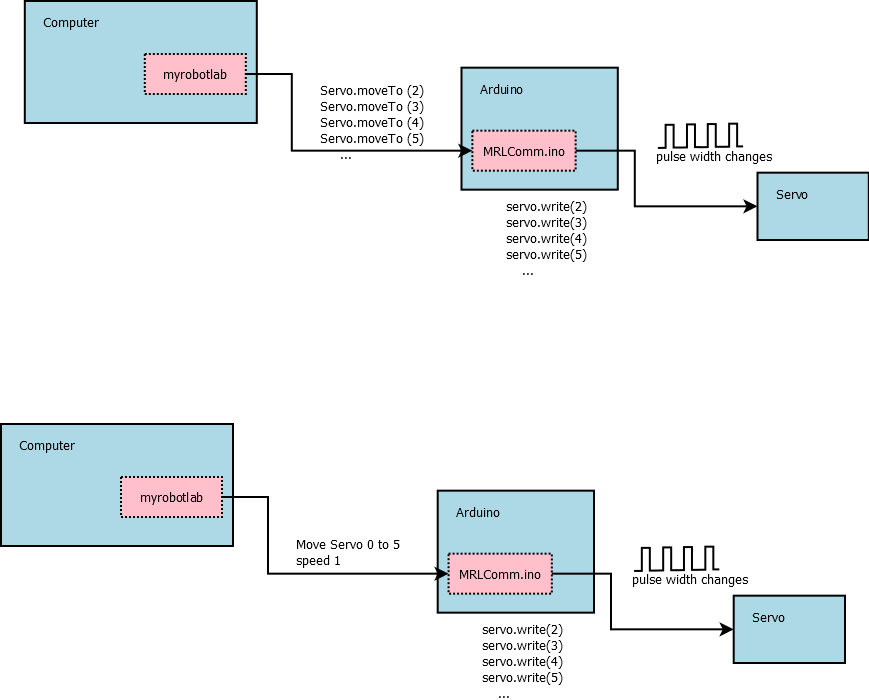 Computer
myrobotlab
Servo.moveTo (2)
Servo.moveTo (3)
Servo.moveTo (4)
Servo.moveTo (5)
...
Arduino
MRLComm.ino
servo.write(2)
servo.write(3)
servo.write(4)
servo.write(5)
...
pulse width changes
Servo
Computer
myrobotlab
Move Servo 0 to 5
speed 1
Arduino
MRLComm.ino
servo.write(2)
servo.write(3)
servo.write(4)
servo.write(5)
...
pulse width changes
Servo